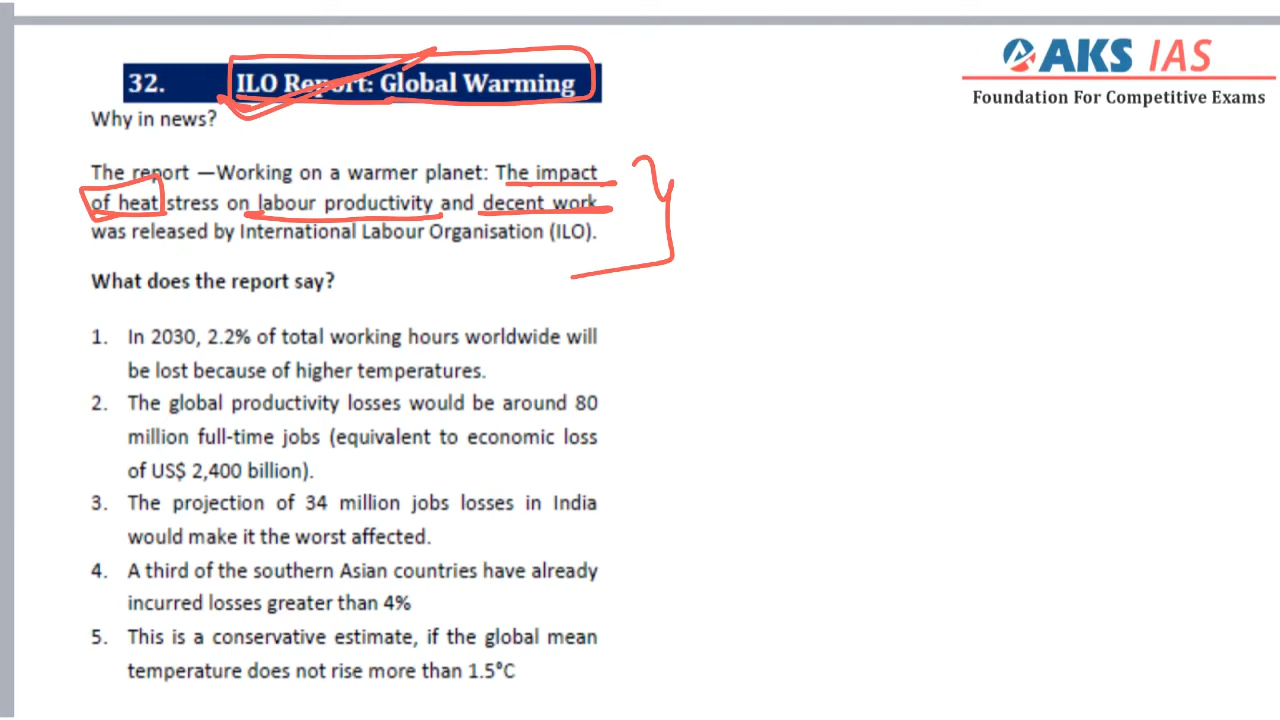 32. ILO Report: Global Warming
AKS IAS
Foundation For Competitive Exams
Why in news?
The report —Working on a warmer planet: The impact
of heat stress on labour productivity and decent work
was released by International Labour Organisation (ILO).
What does the report say?
1. In 2030, 2.2% of total working hours worldwide will
be lost because of higher temperatures.
2. The global productivity losses would be around 80
million full-time jobs (equivalent to economic loss
of US$ 2,400 billion).
3. The projection of 34 million jobs losses in India
would make it the worst affected.
4. A third of the southern Asian countries have already
incurred losses greater than 4%
5. This is a conservative estimate, if the global mean
temperature does not rise more than 1.5°C